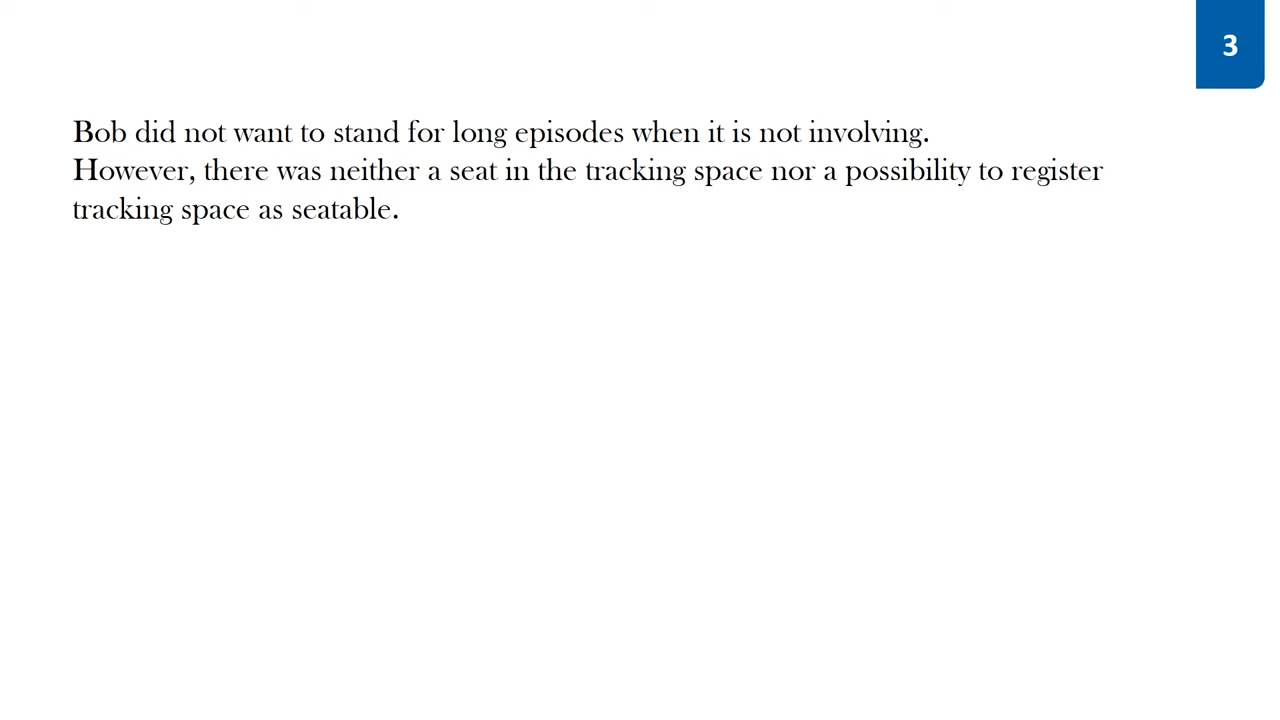 3
Bob did not want to stand for long episodes when it is not involving.
However, there was neither a seat in the tracking space nor a possibility to register
tracking space as seatable.